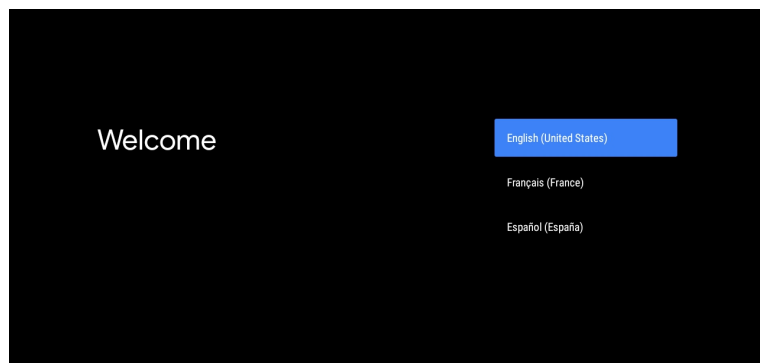 Welcome
English (United States)
Français (France)
Español (España)